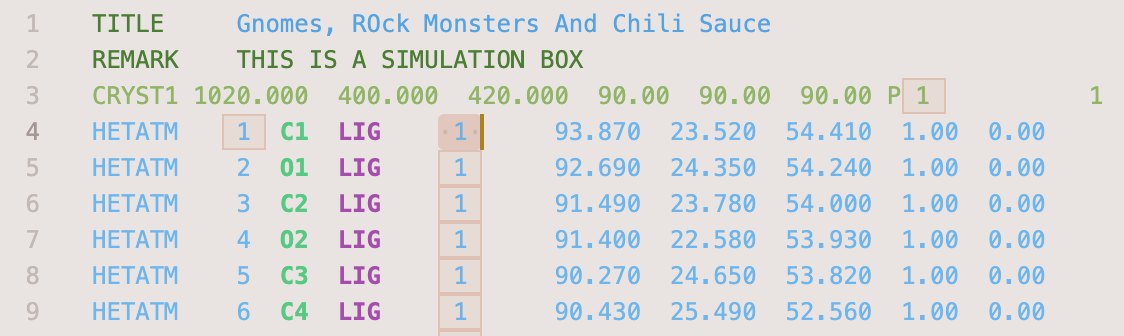 1 TITLE     Gnomes, ROck Monsters And Chili Sauce
2 REMARK    THIS IS A SIMULATION BOX
3 CRYST1 1020.000  400.000  420.000  90.00  90.00  90.00 P 1           1
4 HETATM    1  C1  LIG     1      93.870  23.520  54.410  1.00  0.00
5 HETATM    2  O1  LIG     1      92.690  24.350  54.240  1.00  0.00
6 HETATM    3  C2  LIG     1      91.490  23.780  54.000  1.00  0.00
7 HETATM    4  O2  LIG     1      91.400  22.580  53.930  1.00  0.00
8 HETATM    5  C3  LIG     1      90.270  24.650  53.820  1.00  0.00
9 HETATM    6  C4  LIG     1      90.430  25.490  52.560  1.00  0.00